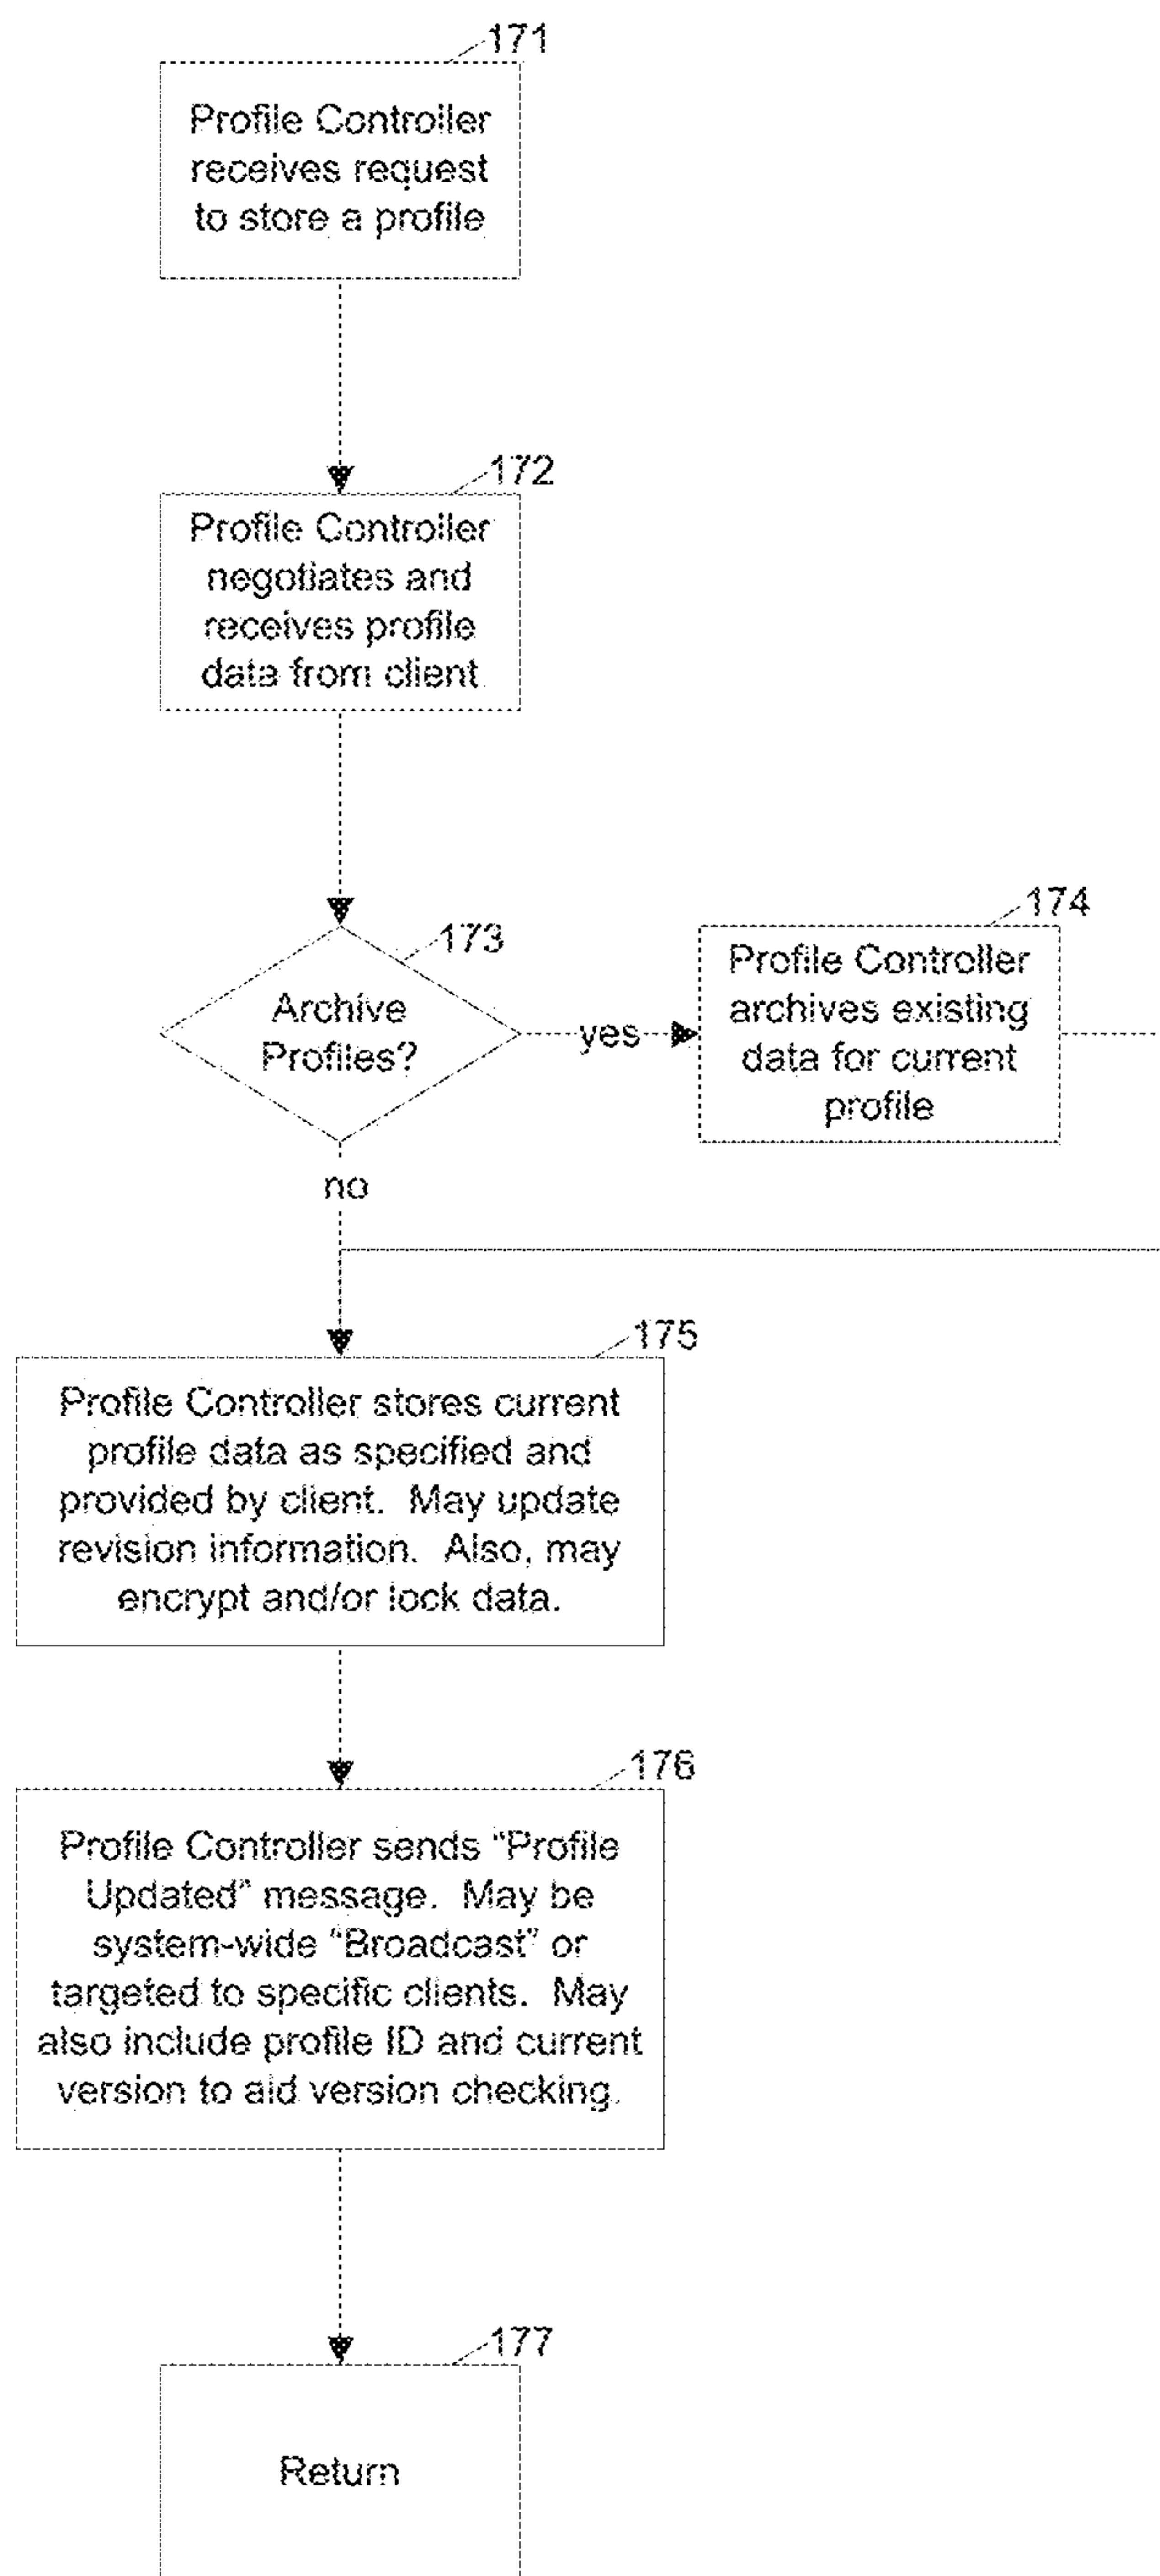 171
Profile Controller
receives request
to store a profile
172
Profile Controller
negotiates and
receives profile
data from client
173
Archive
Profiles?
yes
174
Profile Controller
archives existing
data for current
profile
no
175
Profile Controller stores current
profile data as specified and
provided by client.  May update
revision information.  Also, may
encrypt and/or lock data.
176
Profile Controller sends “Profile
Updated” message.  May be
system-wide “Broadcast” or
targeted to specific clients.  May
also include profile ID and current
version to aid version checking.
177
Return